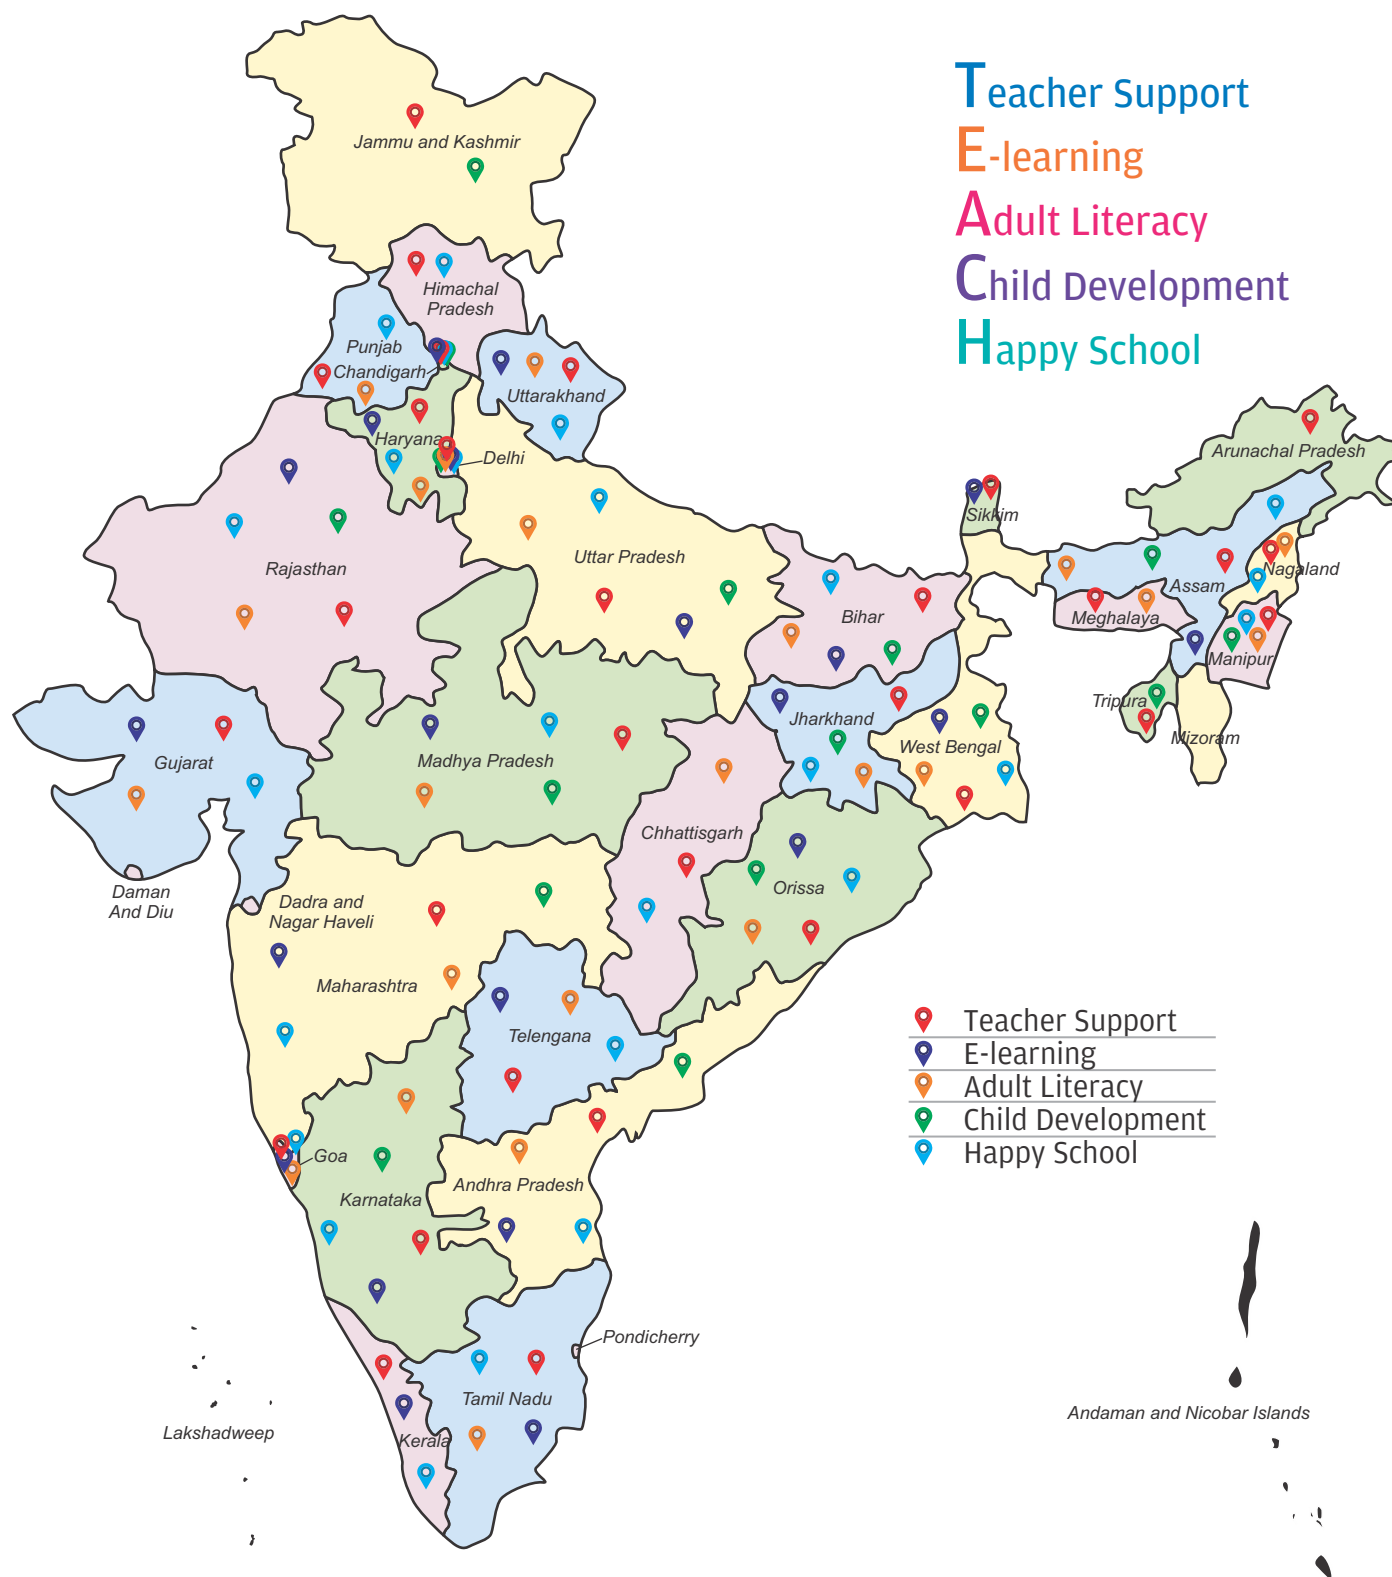 Teacher Support
E-learning
Adult Literacy
Child Development
Happy School
Jammu and Kashmir
Himachal
Pradesh
Punjab
Chandigarh
Uttarakhand
Haryana
Delhi
Arunachal Pradesh
Sikkim
Rajasthan
Uttar Pradesh
Nagaland
Assam
Bihar
Meghalaya
Manipur
Tripura
Mizoram
Jharkhand
West Bengal
Gujarat
Madhya Pradesh
Chhattisgarh
Orissa
Daman
And Diu
Dadra and
Nagar Haveli
Maharashtra
Telengana
Teacher Support
E-learning
Adult Literacy
Child Development
Happy School
Goa
Karnataka
Andhra Pradesh
Pondicherry
Tamil Nadu
Kerala
Lakshadweep
Andaman and Nicobar Islands